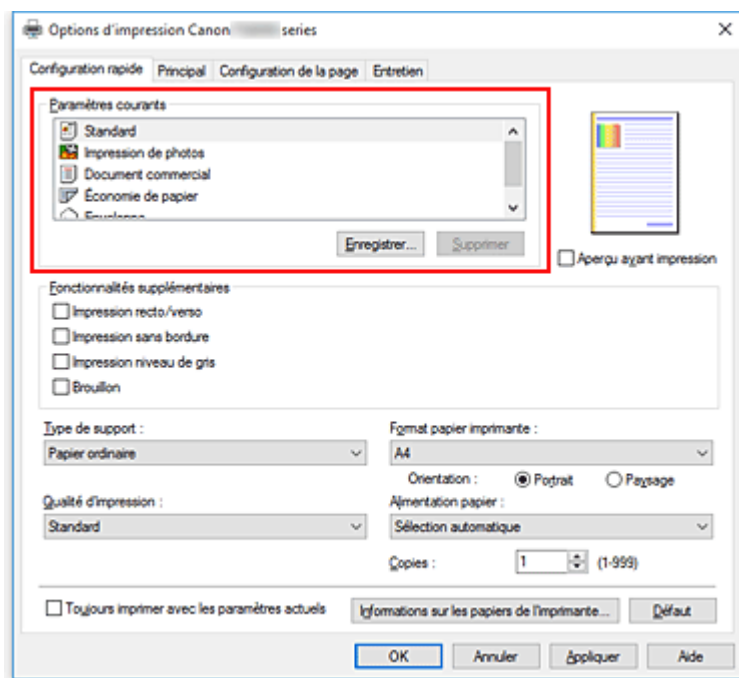 Options d'impression Canon series
Configuration rapide Principal Configuration de la page Entretien
Paramètres courants
Standard
Impression de photos
Document commercial
Économie de papier
Enveloppe
Enregistrer... Supprimer
Aperçu avant impression
Fonctionnalités supplémentaires
Impression recto/verso
Impression sans bordure
Impression niveau de gris
Brouillon
Type de support : Format papier imprimante :
Papier ordinaire A4
Orientation : Portrait Paysage
Qualité d'impression : Alimentation papier :
Standard Sélection automatique
Copies : 1 (1-999)
Toujours imprimer avec les paramètres actuels Informations sur les papiers de l'imprimante... Défaut
OK Annuler Appliquer Aide